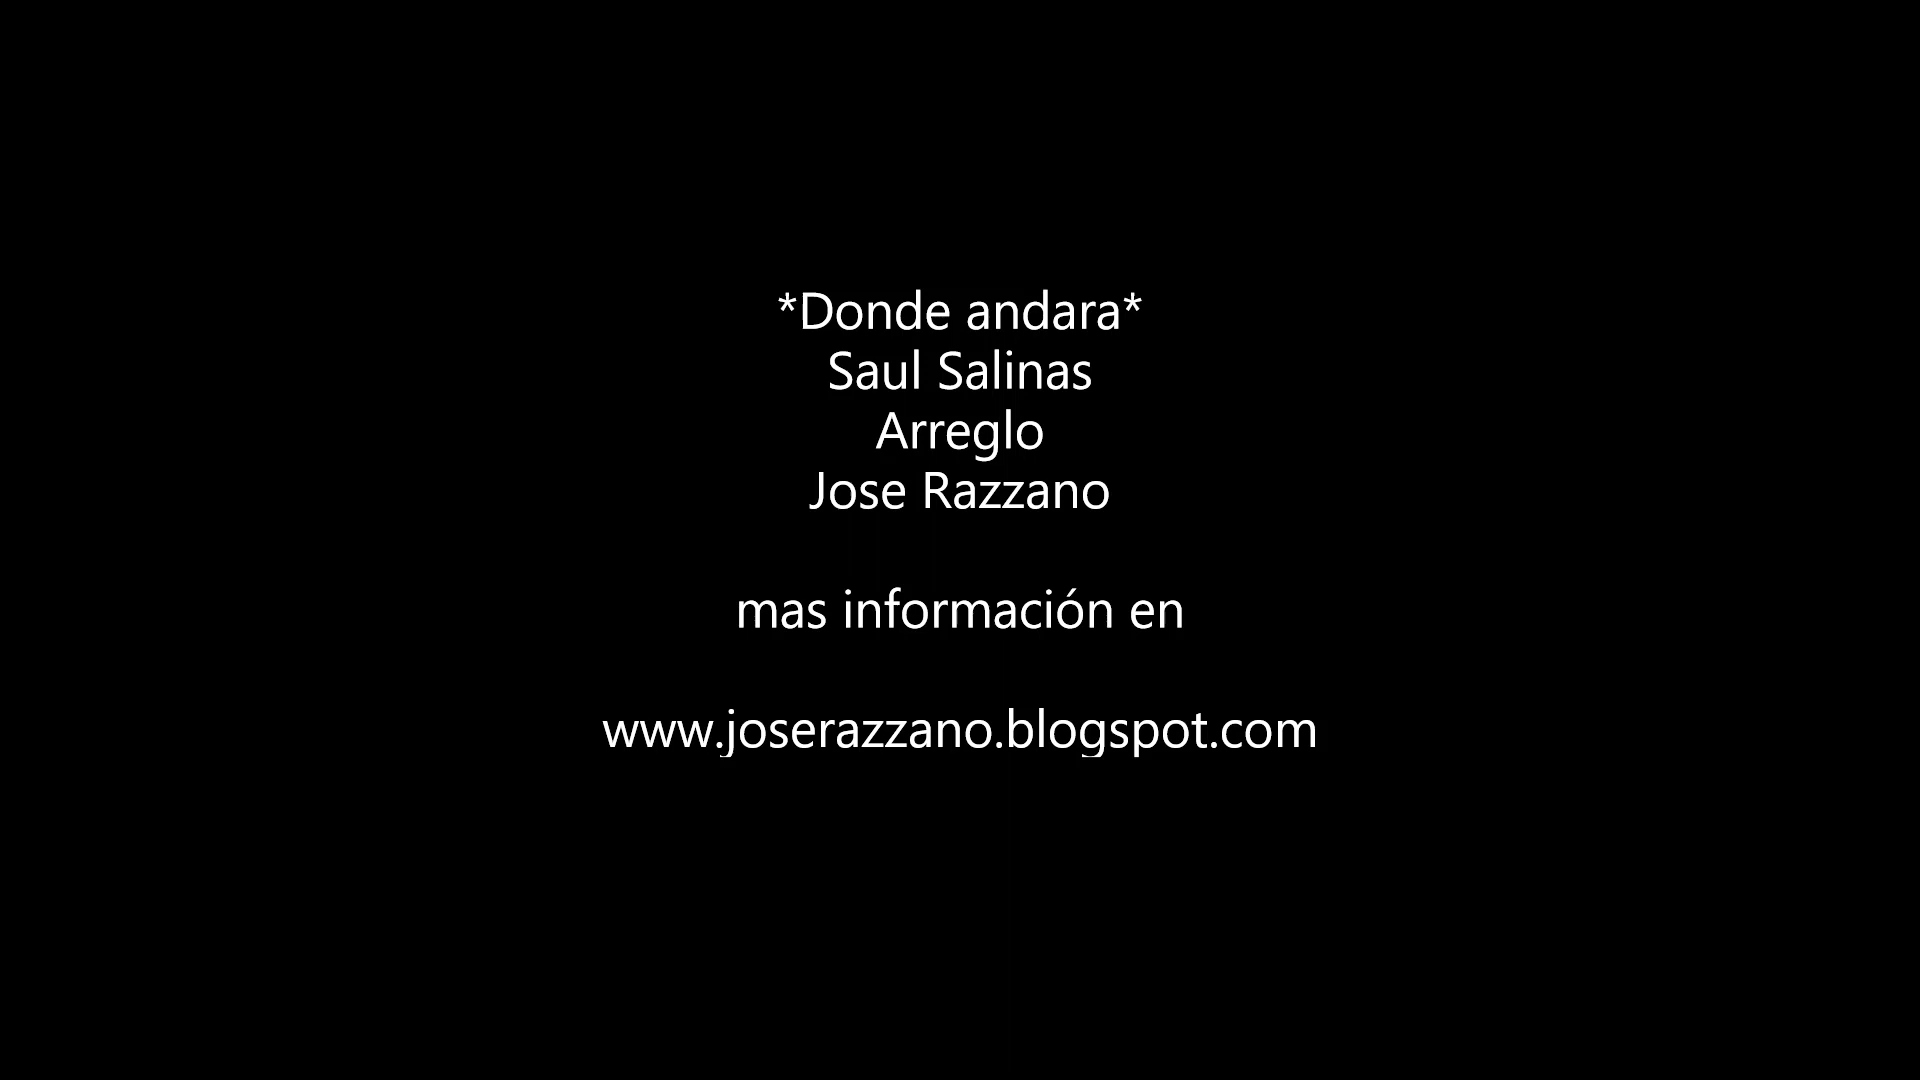 *Donde andara*
Saul Salinas
Arreglo
Jose Razzano
mas información en
www.joserazzano.blogspot.com